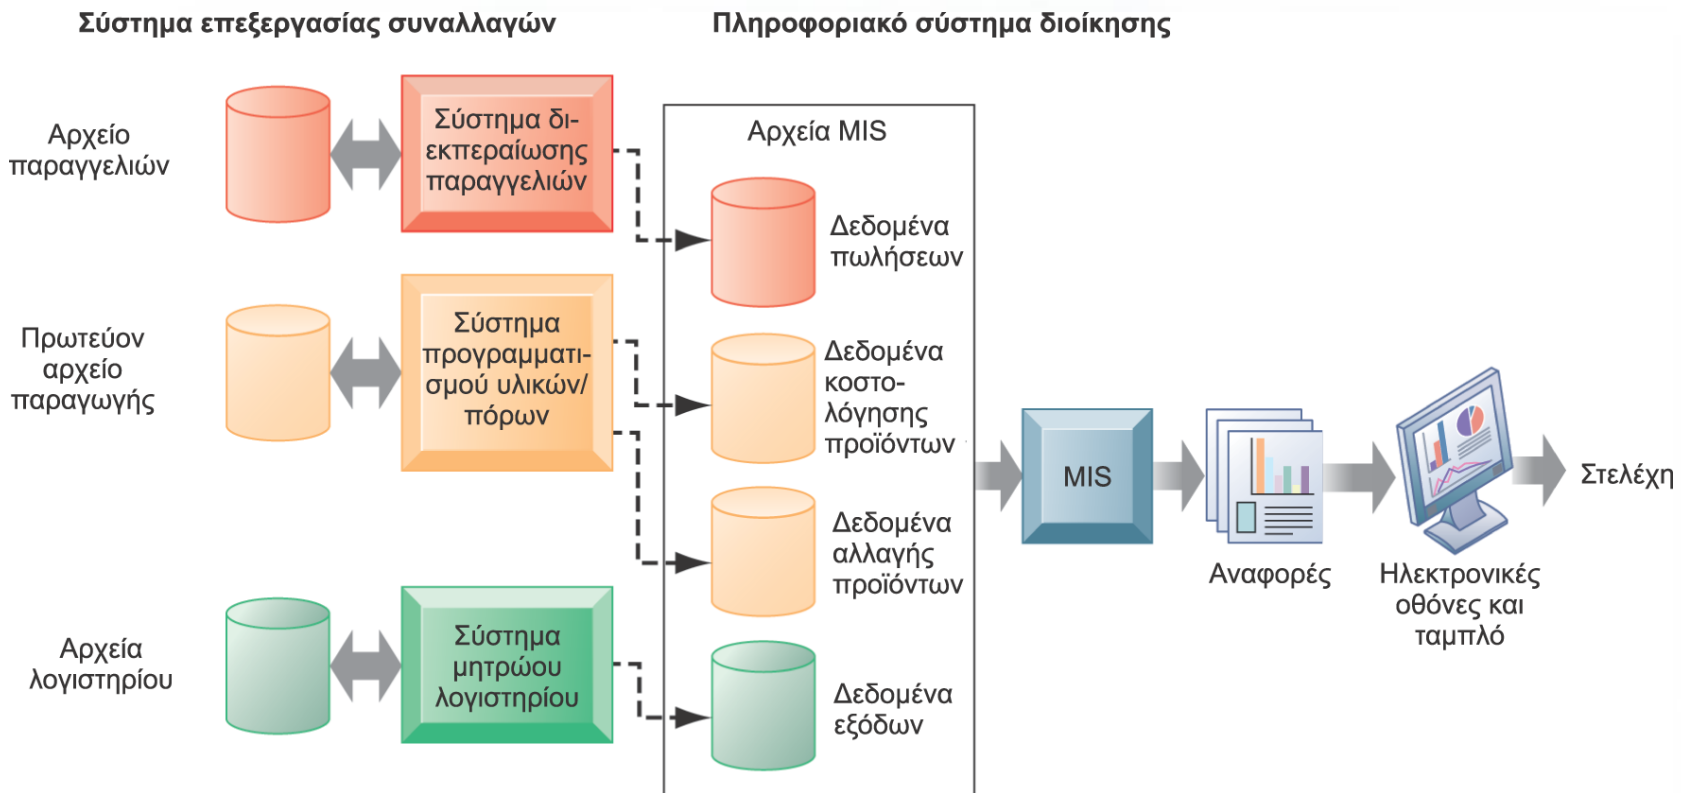 Σύστημα επεξεργασίας συναλλαγών
Πληροφοριακό σύστημα διοίκησης
Αρχείο
παραγγελιών
Σύστημα δι-
εκπεραίωσης
παραγγελιών
Πρωτεύον
αρχείο
παραγωγής
Σύστημα
προγραμματι-
σμού υλικών/
πόρων
Αρχεία
λογιστηρίου
Σύστημα
μητρώου
λογιστηρίου
Αρχεία MIS
Δεδομένα
πωλήσεων
Δεδομένα
κοστο-
λόγησης
προϊόντων
Δεδομένα
αλλαγής
προϊόντων
Δεδομένα
εξόδων
MIS
Αναφορές
Ηλεκτρονικές
οθόνες και
ταμπλό
Στελέχη